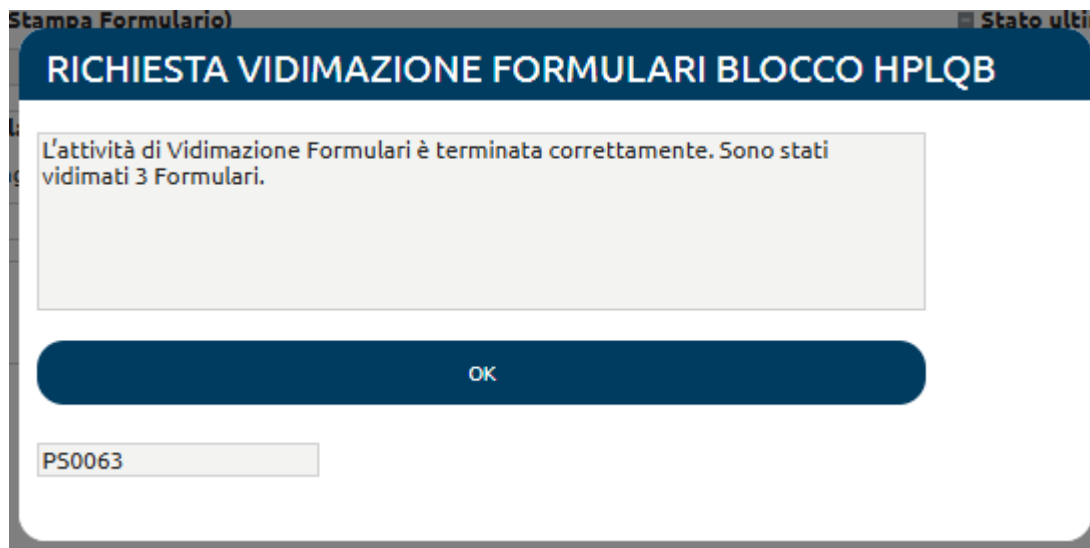 Stampa Formulario)
Stato ulti
RICHIESTA VIDIMAZIONE FORMULARI BLOCCO HPLQB
L'attività di Vidimazione Formulari è terminata correttamente. Sono stati
vidimati 3 Formulari.
OK
PS0063